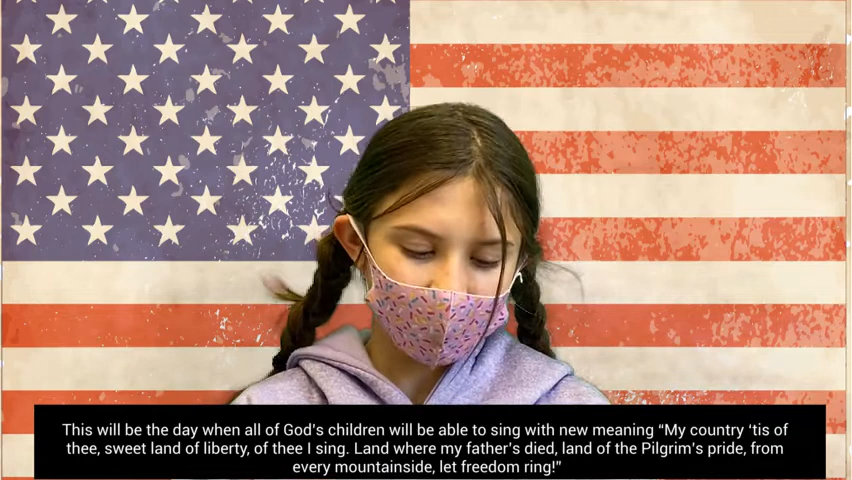 This will be the day when all of God's children will be able to sing with new meaning “My country ‘tis of
thee, sweet land of liberty, of thee I sing. Land where my father's died, land of the Pilgrim's pride, from
every mountainside, let freedom ring!”